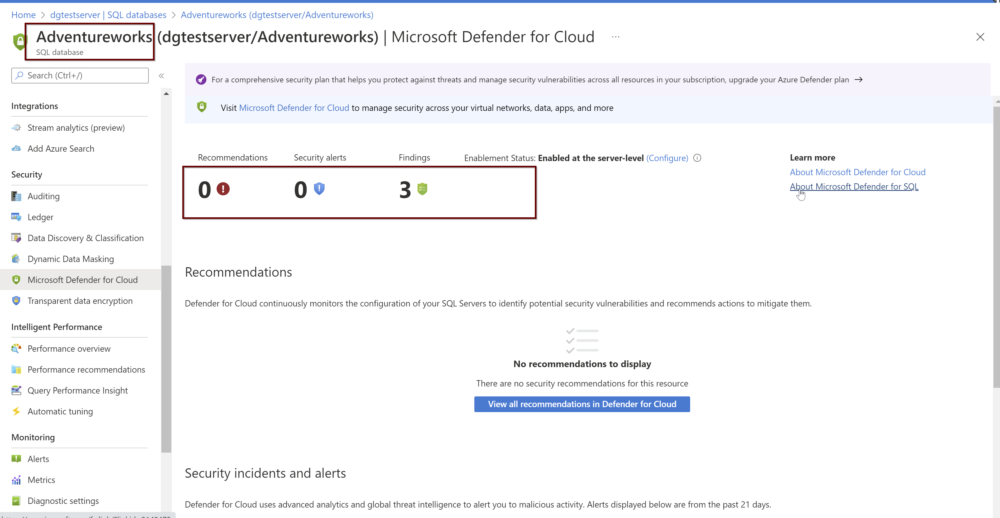 Home > dgtestserver | SQL databases > Adventureworks (dgtestserver/Adventureworks)
Adventureworks (dgtestserver/Adventureworks) | Microsoft Defender for Cloud ...
SQL database
Search (Ctrl+/)
«
Integrations
Stream analytics (preview)
Add Azure Search
Security
Auditing
Ledger
Data Discovery & Classification
Dynamic Data Masking
Microsoft Defender for Cloud
Transparent data encryption
Intelligent Performance
Performance overview
Performance recommendations
Query Performance Insight
Automatic tuning
Monitoring
Alerts
Metrics
Diagnostic settings
For a comprehensive security plan that helps you protect against threats and manage security vulnerabilities across all resources in your subscription, upgrade your Azure Defender plan →
Visit Microsoft Defender for Cloud to manage security across your virtual networks, data, apps, and more
Recommendations
0
Security alerts
0
Findings
3
Enablement Status: Enabled at the server-level (Configure)
Learn more
About Microsoft Defender for Cloud
About Microsoft Defender for SQL
Recommendations
Defender for Cloud continuously monitors the configuration of your SQL Servers to identify potential security vulnerabilities and recommends actions to mitigate them.
No recommendations to display
There are no security recommendations for this resource
View all recommendations in Defender for Cloud
Security incidents and alerts
Defender for Cloud uses advanced analytics and global threat intelligence to alert you to malicious activity. Alerts displayed below are from the past 21 days.